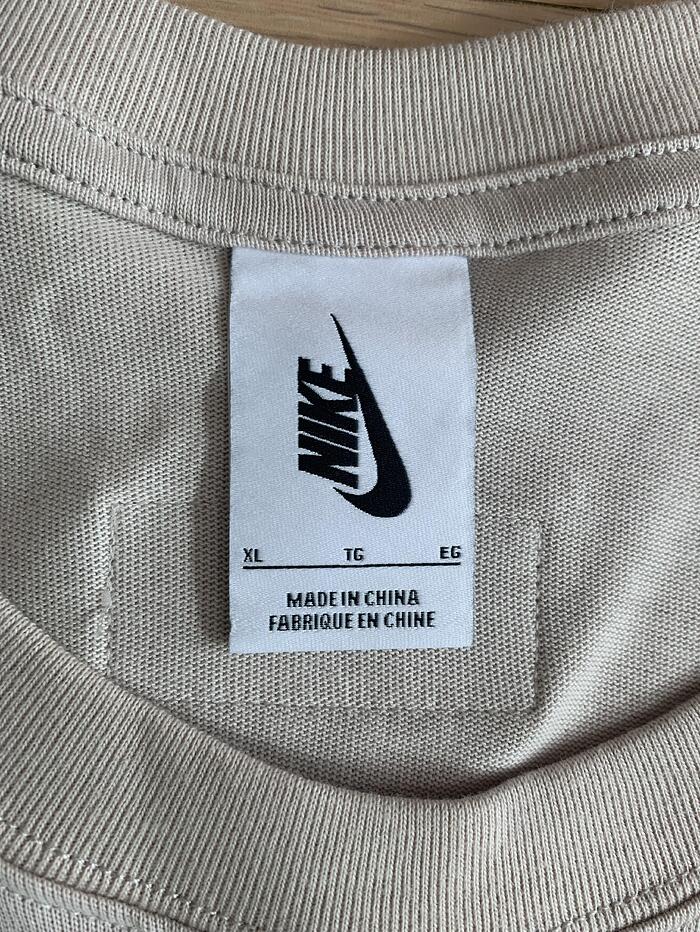 NIKE
XL TG EG
MADE IN CHINA
FABRIQUE EN CHINE